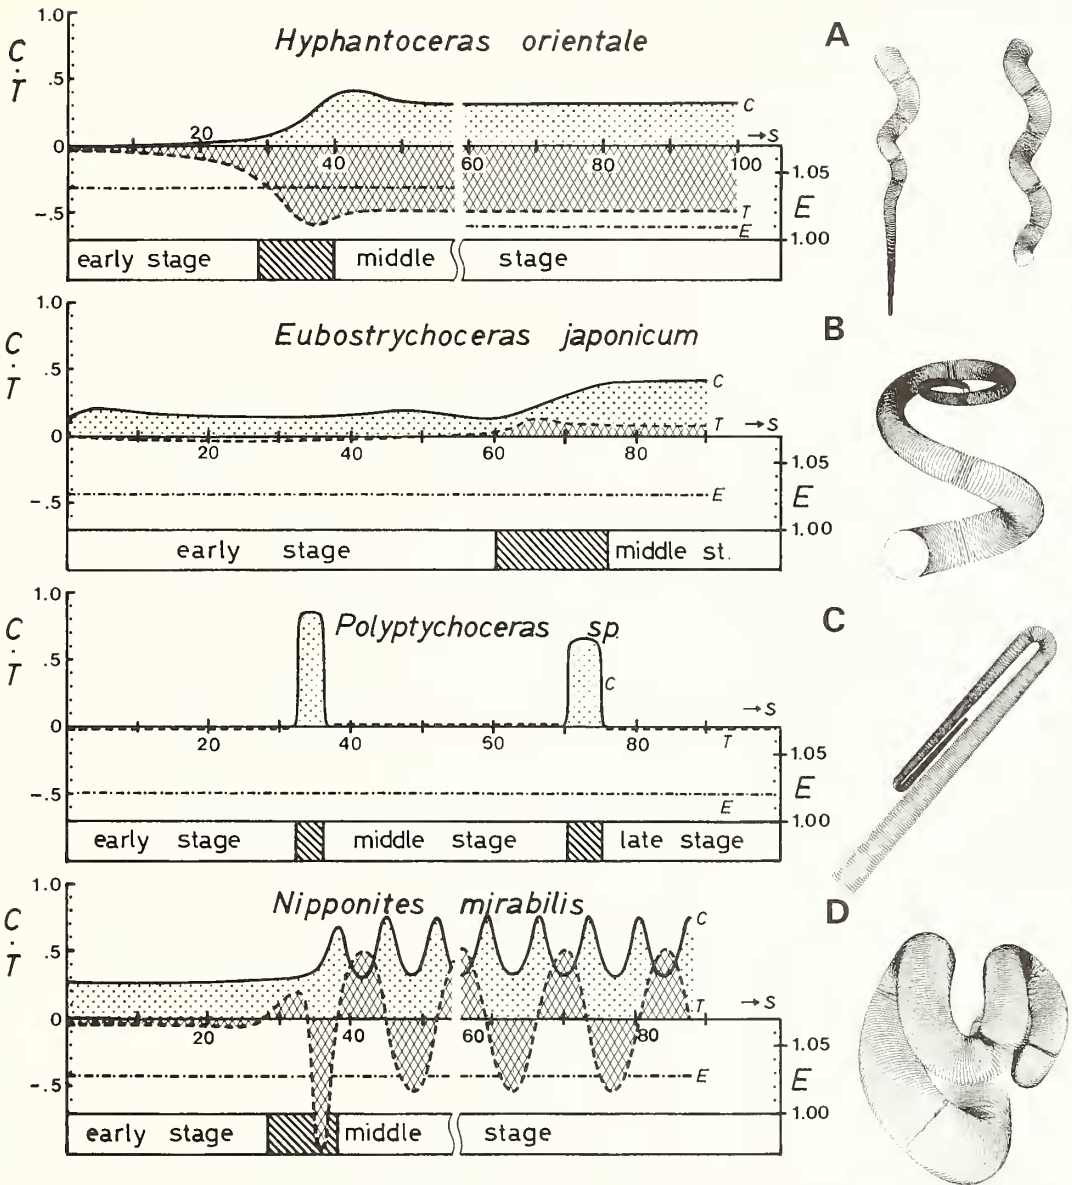 1.0
Hyphantoceras orientale
A
C
T
.5
C
20
→s
0
40
60
80
100
1.05
-.5
T
E
E
1.00
early stage
middle stage
1.0
Eubostrychoceras japonicum
B
C
T
.5
C
T
→s
0
20
40
60
80
1.05
-.5
E
E
1.00
early stage
middle st.
1.0
Polyptychoceras sp.
C
C
T
.5
C
→s
0
20
40
60
80
T
1.05
-.5
E
E
1.00
early stage
middle stage
late stage
1.0
Nipponites mirabilis
D
C
T
C
.5
T
→s
0
20
40
60
80
1.05
-.5
E
E
1.00
early stage
middle stage